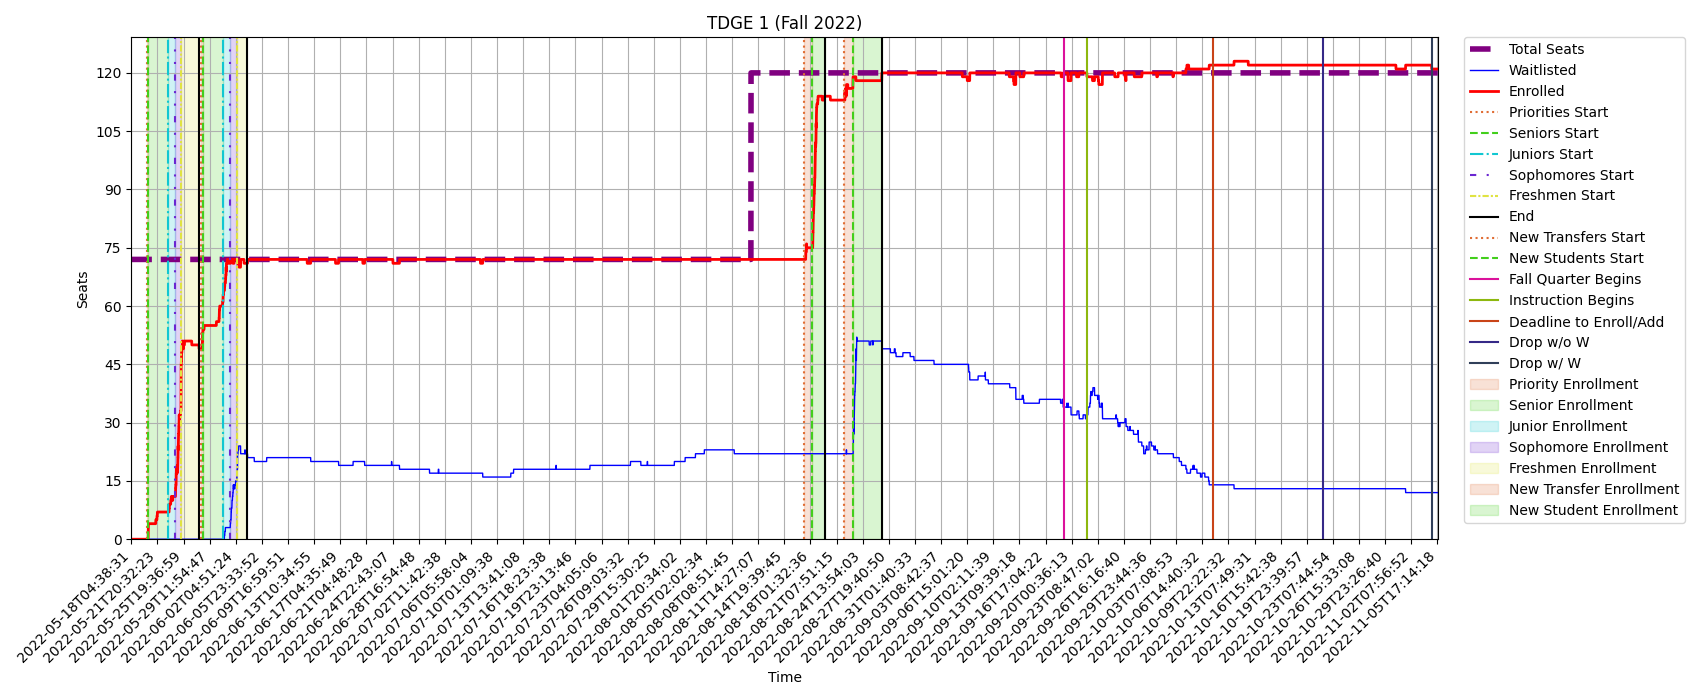 TDGE 1 (Fall 2022)
Seats
120
105
90
75
60
45
30
15
0
2022-05-18T04:38:31
2022-05-21T20:32:23
2022-05-25T19:36:59
2022-05-29T11:54:47
2022-06-02T04:51:24
2022-06-05T23:33:52
2022-06-09T16:59:51
2022-06-13T10:34:55
2022-06-17T04:35:49
2022-06-21T04:48:28
2022-06-24T22:43:07
2022-06-28T16:54:48
2022-07-02T11:42:38
2022-07-06T05:58:04
2022-07-10T01:09:38
2022-07-13T13:41:08
2022-07-16T18:23:38
2022-07-19T23:13:46
2022-07-23T04:05:06
2022-07-26T09:03:32
2022-07-29T15:30:25
2022-08-01T20:34:02
2022-08-05T02:02:34
2022-08-08T08:51:45
2022-08-11T14:27:07
2022-08-14T19:39:45
2022-08-18T01:32:36
2022-08-21T07:51:15
2022-08-24T13:54:03
2022-08-27T19:40:50
2022-08-31T01:40:33
2022-09-03T08:42:37
2022-09-06T15:01:20
2022-09-10T02:11:39
2022-09-13T09:39:18
2022-09-16T17:04:22
2022-09-20T00:36:13
2022-09-23T08:47:02
2022-09-26T16:16:40
2022-09-29T23:44:36
2022-10-03T07:08:53
2022-10-06T14:40:32
2022-10-09T22:22:32
2022-10-13T07:49:31
2022-10-16T15:42:38
2022-10-19T23:39:57
2022-10-23T07:44:54
2022-10-26T15:33:08
2022-10-29T23:26:40
2022-11-02T07:56:52
2022-11-05T17:14:18
Time
Total Seats
Waitlisted
Enrolled
Priorities Start
Seniors Start
Juniors Start
Sophomores Start
Freshmen Start
End
New Transfers Start
New Students Start
Fall Quarter Begins
Instruction Begins
Deadline to Enroll/Add
Drop w/o W
Drop w/ W
Priority Enrollment
Senior Enrollment
Junior Enrollment
Sophomore Enrollment
Freshmen Enrollment
New Transfer Enrollment
New Student Enrollment